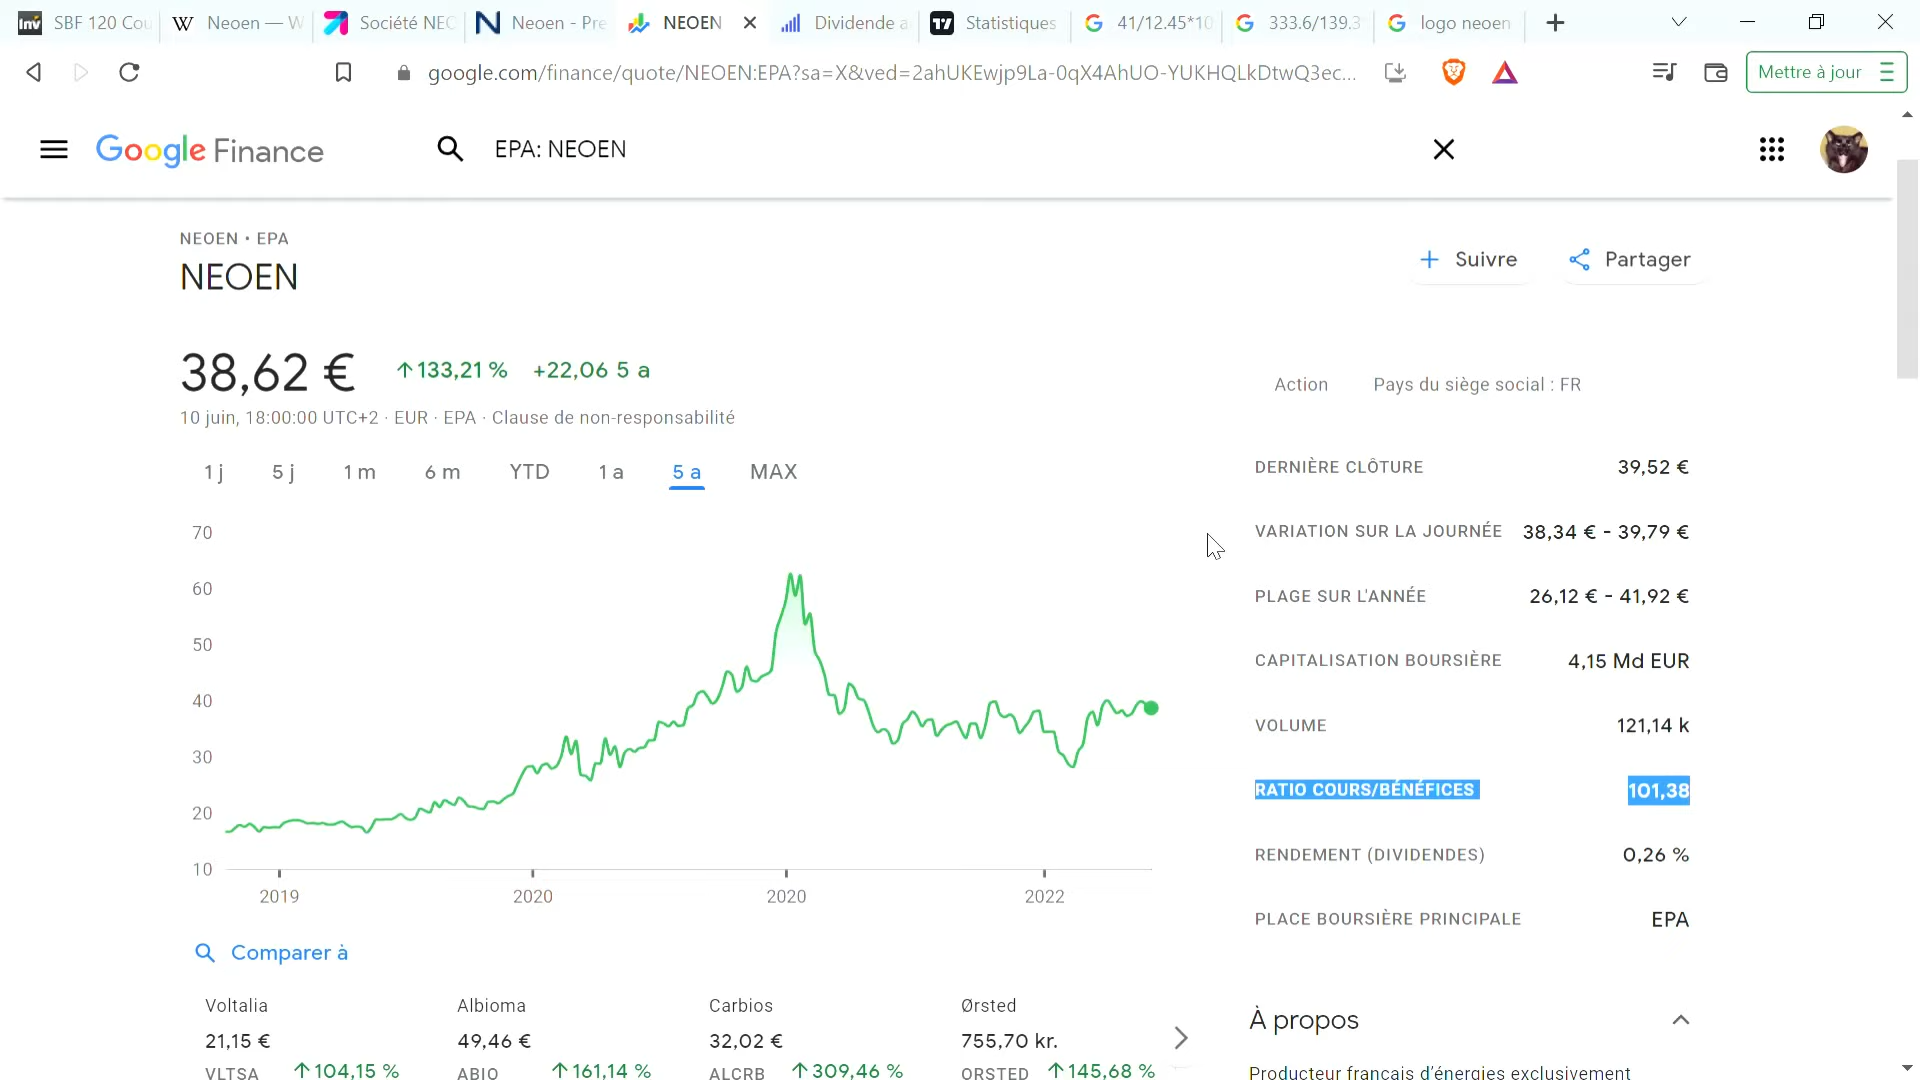 SBF 120 Cou
Neoen — W
Société NEO
Neoen - Pre
NEOEN
Dividende a
Statistiques
41/12.45*10
333.6/139.3
logo neoen
google.com/finance/quote/NEOEN:EPA?sa=X&ved=2ahUKEwjp9La-0qX4AhUO-YUKHQLkDtwQ3ec...
Mettre à jour
Google Finance
EPA: NEOEN
NEOEN • EPA
NEOEN
Suivre
Partager
38,62 €
↑133,21 %
+22,06 5 a
10 juin, 18:00:00 UTC+2 · EUR · EPA · Clause de non-responsabilité
1 j
5 j
1 m
6 m
YTD
1 a
5 a
MAX
70
60
50
40
30
20
10
2019
2020
2020
2022
Action
Pays du siège social : FR
DERNIÈRE CLÔTURE 39,52 €
VARIATION SUR LA JOURNÉE 38,34 € - 39,79 €
PLAGE SUR L'ANNÉE 26,12 € - 41,92 €
CAPITALISATION BOURSIÈRE 4,15 Md EUR
VOLUME 121,14 k
RATIO COURS/BÉNÉFICES 101,38
RENDEMENT (DIVIDENDES) 0,26 %
PLACE BOURSIÈRE PRINCIPALE EPA
Comparer à
Voltalia
21,15 €
VLTSA ↑104,15 %
Albioma
49,46 €
ABIO ↑161,14 %
Carbios
32,02 €
ALCRB ↑309,46 %
Ørsted
755,70 kr.
ORSTED ↑145,68 %
À propos
Producteur français d'énergies exclusivement